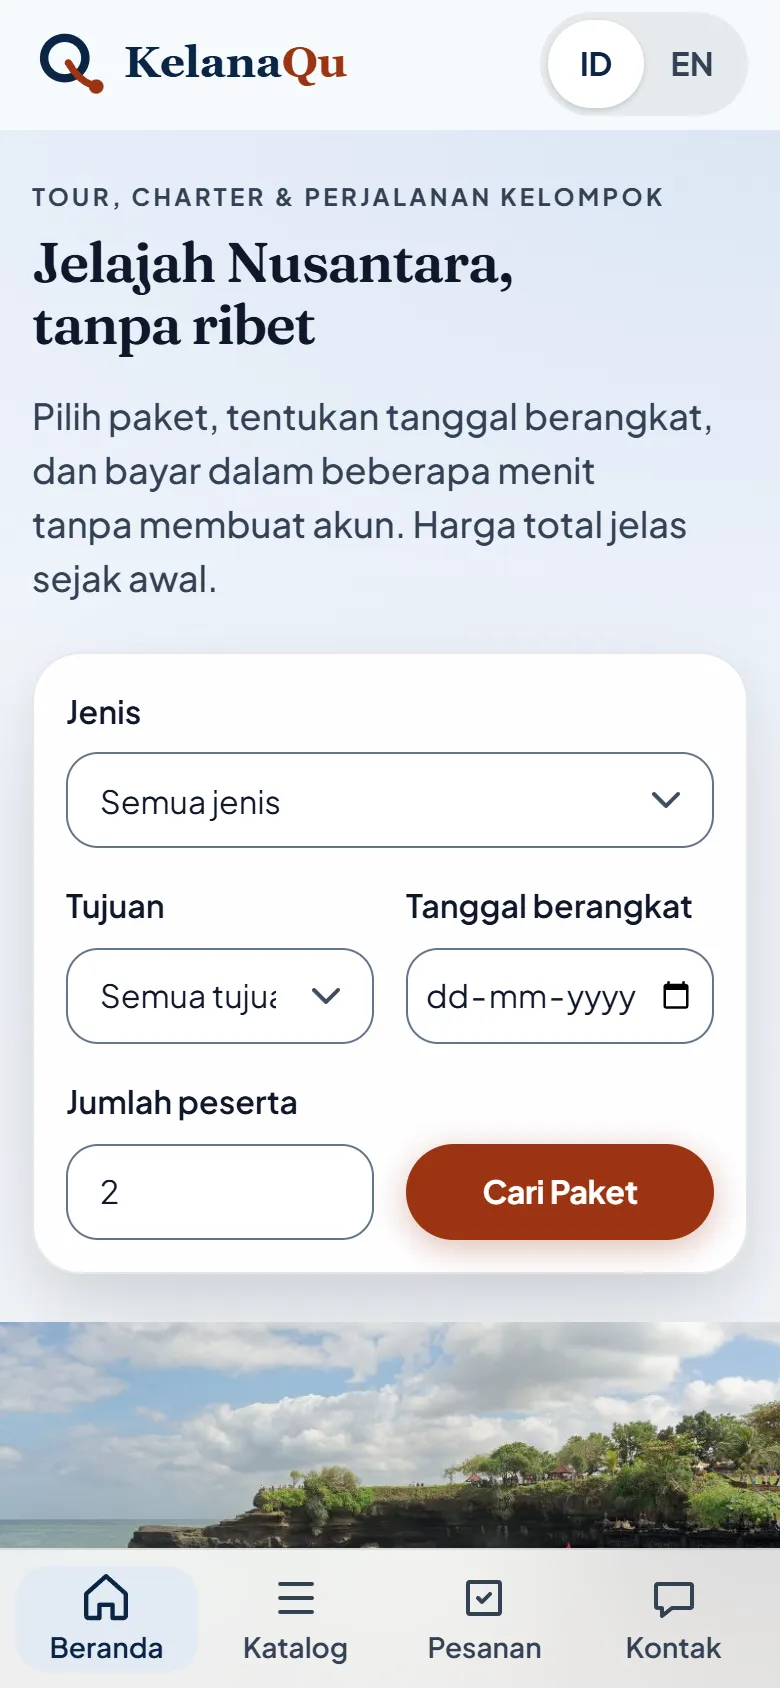 KelanaQu
ID EN
TOUR, CHARTER & PERJALANAN KELOMPOK
Jelajah Nusantara,
tanpa ribet
Pilih paket, tentukan tanggal berangkat,
dan bayar dalam beberapa menit
tanpa membuat akun. Harga total jelas
sejak awal.
Jenis
Semua jenis
Tujuan Tanggal berangkat
Semua tujua dd-mm-yyyy
Jumlah peserta
2 Cari Paket
Beranda Katalog Pesanan Kontak